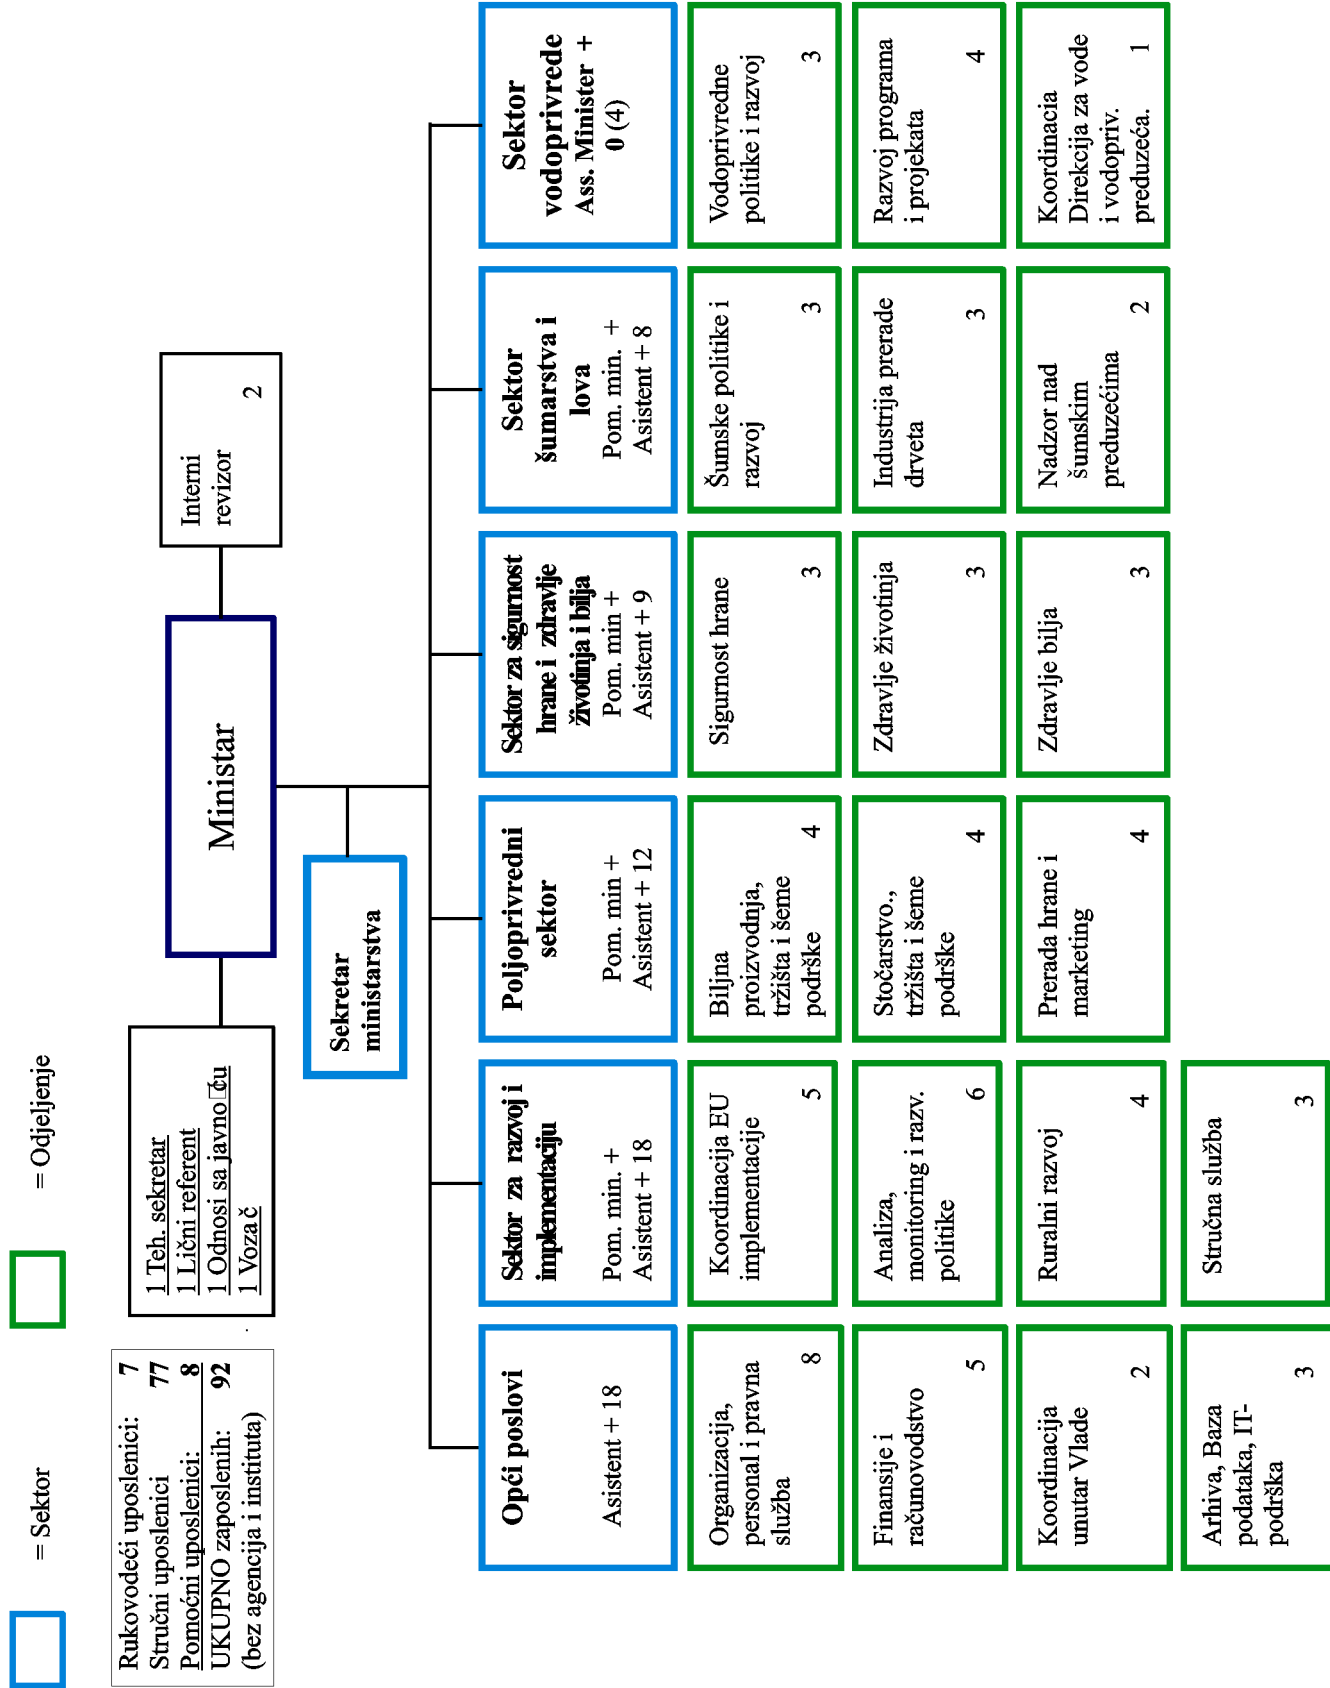 = Sektor
= Odjeljenje
Rukovodeći uposlenici: 7
Stručni uposlenici 77
Pomoćni uposlenici: 8
UKUPNO zaposlenih: 92
(bez agencija i instituta)
1 Teh. sekretar
1 Lični referent
1 Odnosi sa javno□ću
1 Vozač
Ministar
Interni
revizor
2
Sekretar
ministarstva
Opći poslovi
Asistent + 18
Sektor za razvoj i
implementaciju
Pom. min. +
Asistent + 18
Poljoprivredni
sektor
Pom. min +
Asistent + 12
Sektor za sigurnost
hrane i zdravlje
životinja i bilja
Pom. min +
Asistent + 9
Sektor
šumarstva i
lova
Pom. min. +
Asistent + 8
Sektor
vodoprivrede
Ass. Minister +
0 (4)
Organizacija,
personal i pravna
služba
8
Koordinacija EU
implementacije
5
Biljna
proizvodnja,
tržišta i šeme
podrške
4
Sigurnost hrane
3
Šumske politike i
razvoj
3
Vodoprivredne
politike i razvoj
3
Finansije i
računovodstvo
5
Analiza,
monitoring i razv.
politike
6
Stočarstvo.,
tržišta i šeme
podrške
4
Zdravlje životinja
3
Industrija prerade
drveta
3
Razvoj programa
i projekata
4
Koordinacija
unutar Vlade
2
Ruralni razvoj
4
Prerada hrane i
marketing
4
Zdravlje bilja
3
Nadzor nad
šumskim
preduzećima
2
Koordinacia
Direkcija za vode
i vodopriv.
preduzeća.
1
Arhiva, Baza
podataka, IT-
podrška
3
Stručna služba
3